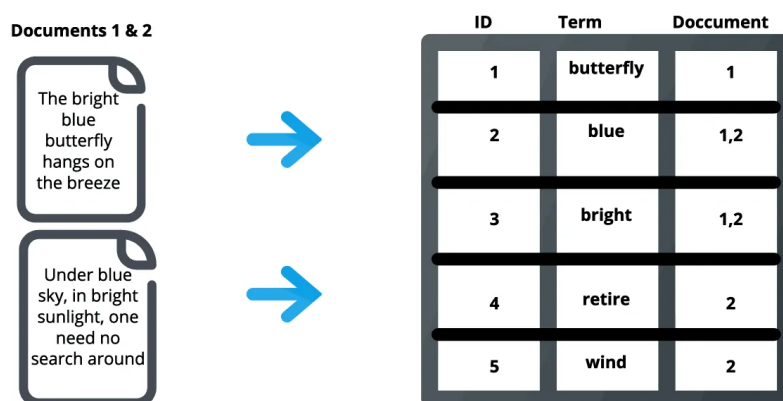 Documents 1 & 2
The bright
blue
butterfly
hangs on
the breeze
Under blue
sky, in bright
sunlight, one
need no
search around
ID Term Doccument
1 butterfly 1
2 blue 1,2
3 bright 1,2
4 retire 2
5 wind 2